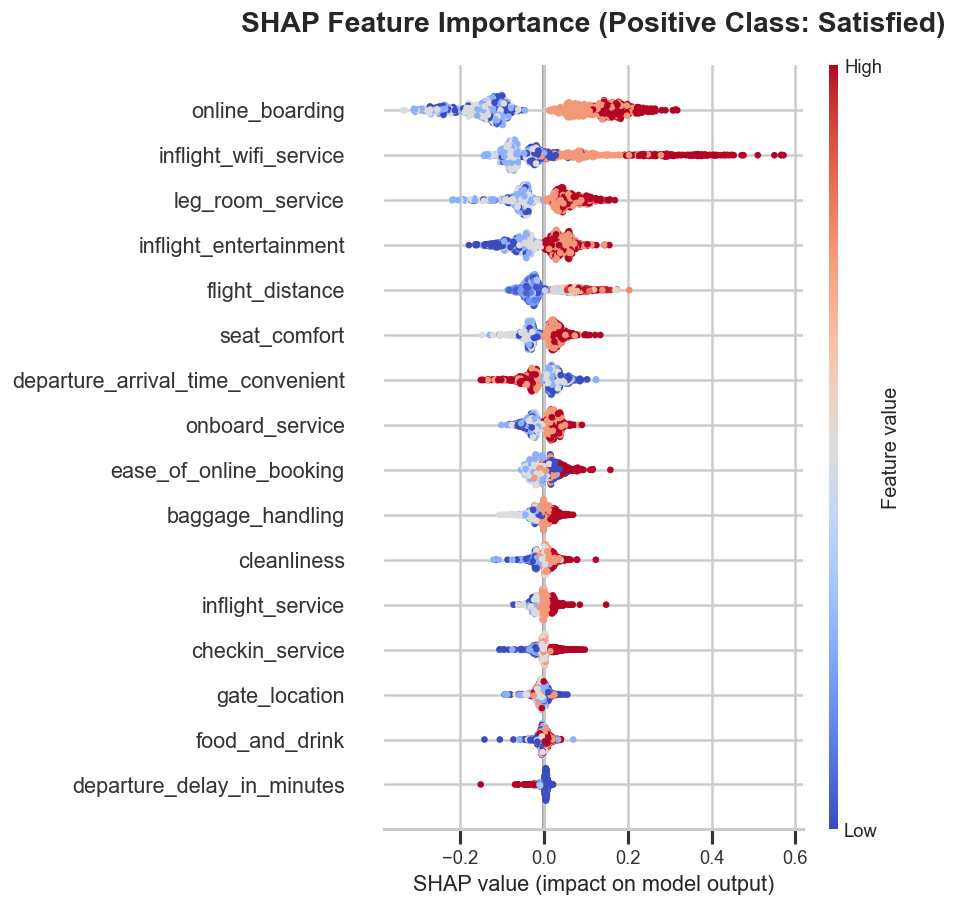 SHAP Feature Importance (Positive Class: Satisfied)
High
online_boarding
inflight_wifi_service
leg_room_service
inflight_entertainment
flight_distance
seat_comfort
departure_arrival_time_convenient
onboard_service
ease_of_online_booking
baggage_handling
cleanliness
inflight_service
checkin_service
gate_location
food_and_drink
departure_delay_in_minutes
Feature value
Low
−0.2 0.0 0.2 0.4 0.6
SHAP value (impact on model output)